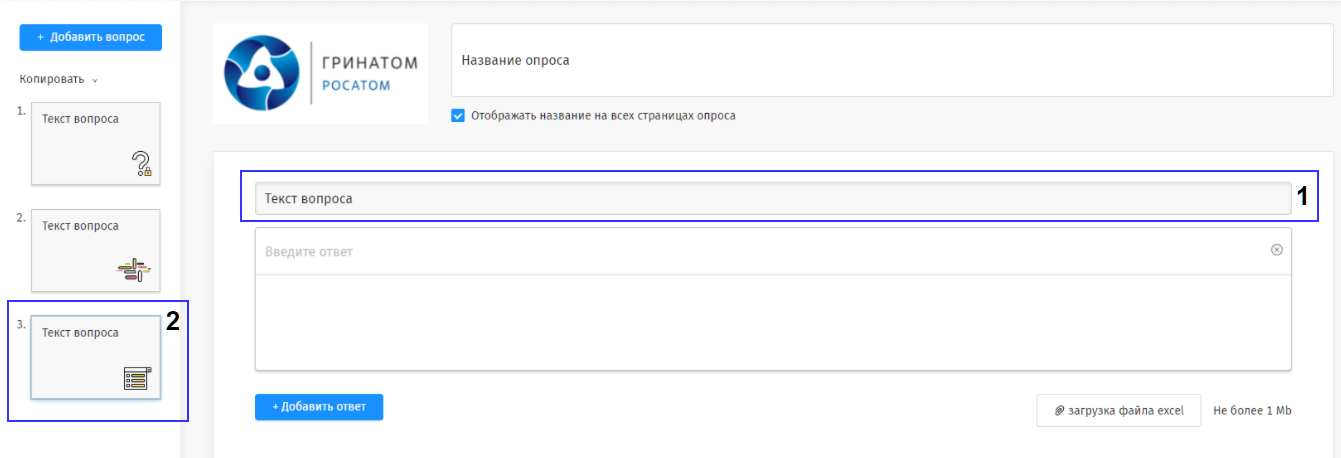 + Добавить вопрос
Копировать
1.
Текст вопроса
2.
Текст вопроса
3.
Текст вопроса
2
ГРИНАТОМ
РОСАТОМ
Название опроса
Отображать название на всех страницах опроса
Текст вопроса
1
Введите ответ
+ Добавить ответ
загрузка файла excel
Не более 1 Mb